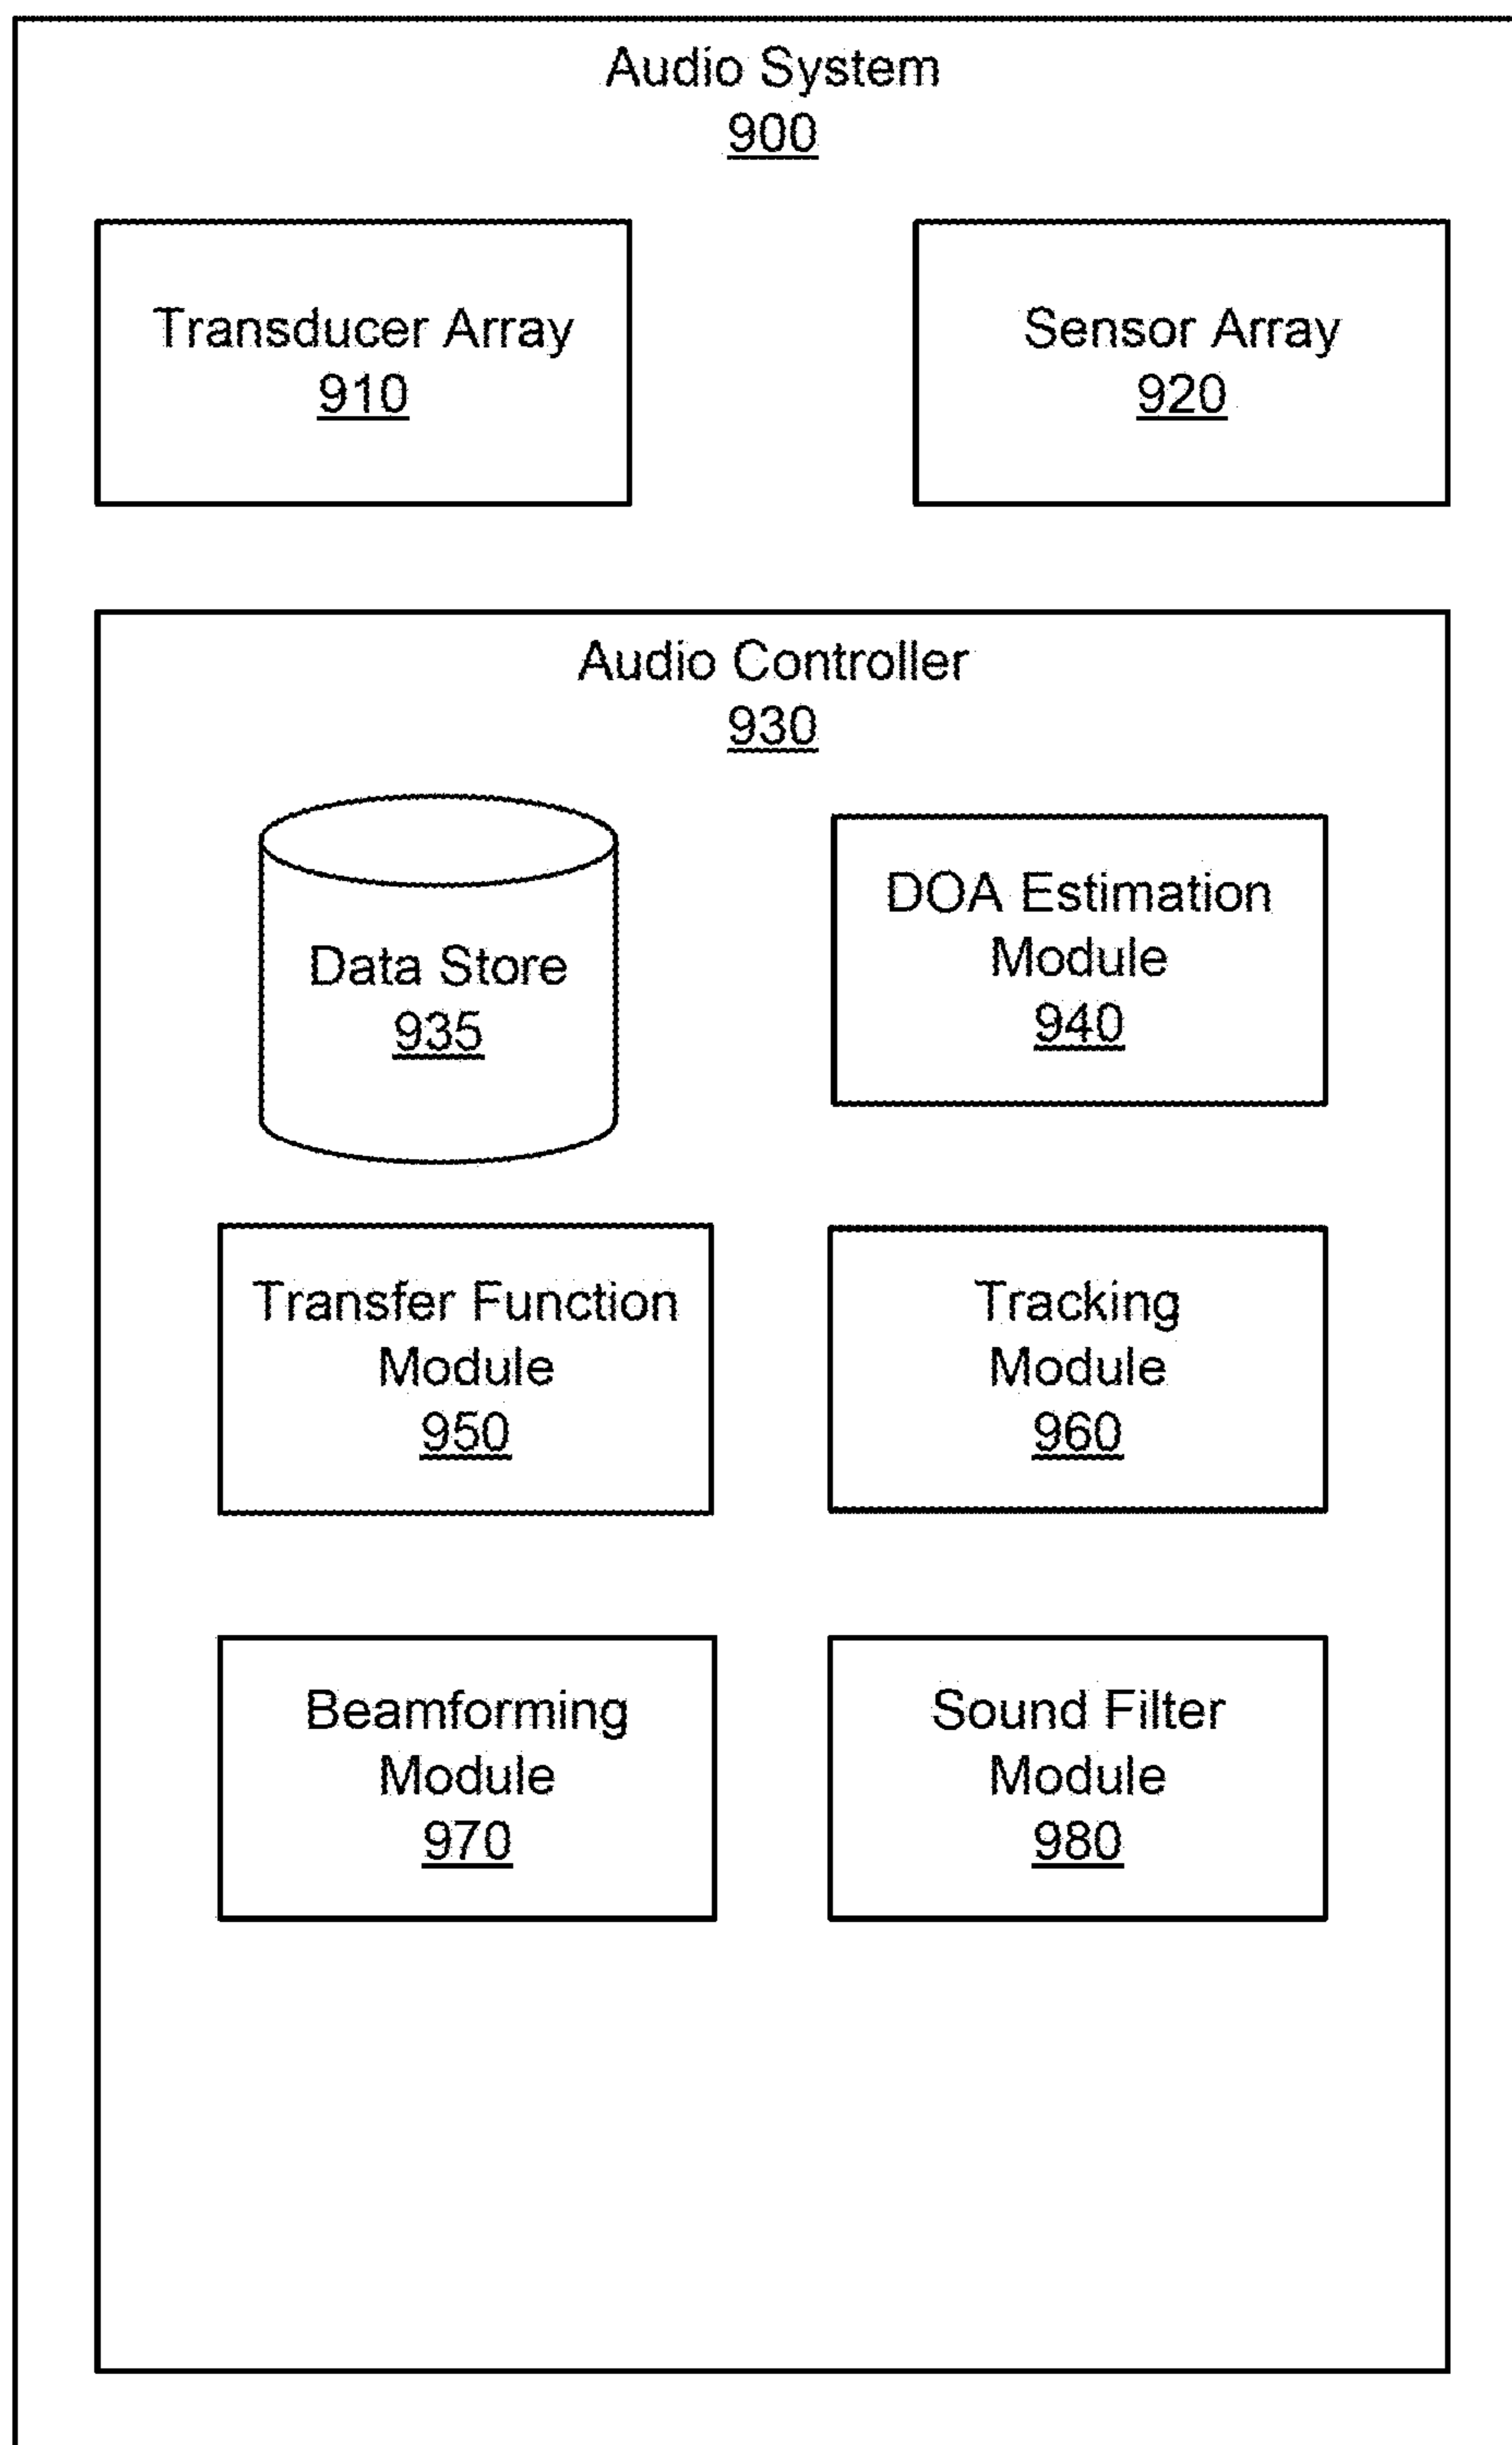 Audio System
900
Transducer Array
910
Sensor Array
920
Audio Controller
930
Data Store
935
DOA Estimation
Module
940
Transfer Function
Module
950
Tracking
Module
960
Beamforming
Module
970
Sound Filter
Module
980